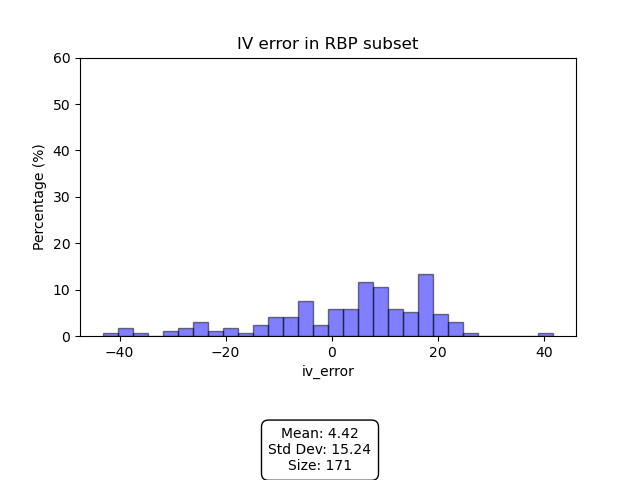 IV error in RBP subset
60
50
40
30
20
10
0
Percentage (%)
−40
−20
0
20
40
iv_error
Mean: 4.42
Std Dev: 15.24
Size: 171